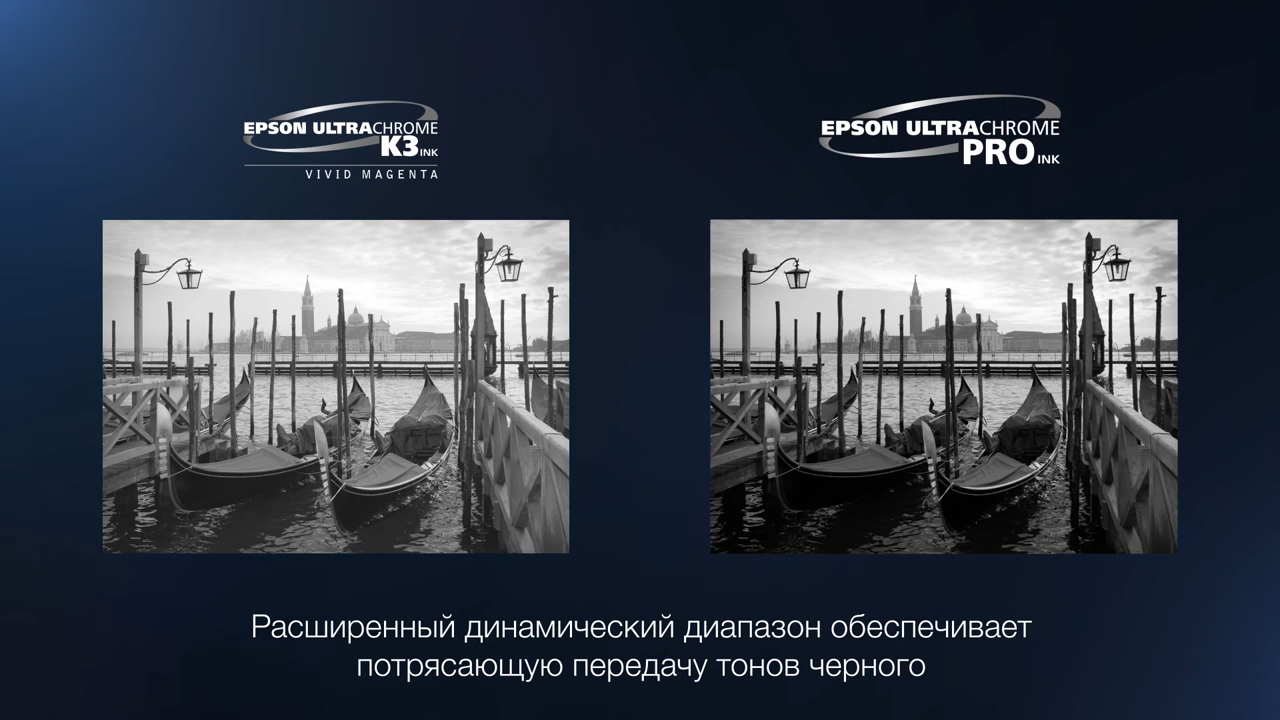 EPSON ULTRACHROME
K3 INK
VIVID MAGENTA
EPSON ULTRACHROME
PRO INK
Расширенный динамический диапазон обеспечивает
потрясающую передачу тонов черного